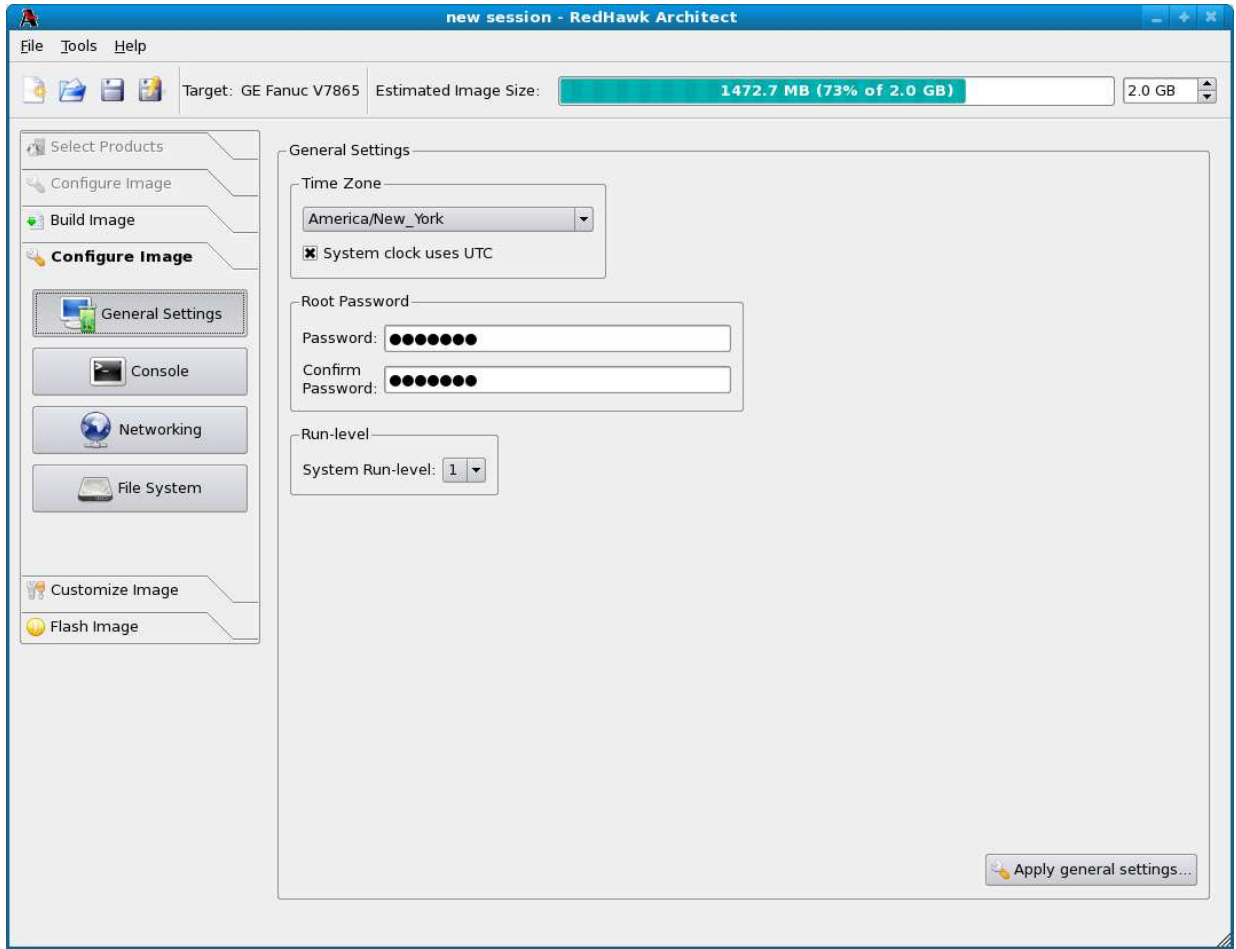 new session - RedHawk Architect
File Tools Help
Target: GE Fanuc V7865 Estimated Image Size: 1472.7 MB (73% of 2.0 GB) 2.0 GB
Select Products
Configure Image
Build Image
Configure Image
General Settings
Console
Networking
File System
Customize Image
Flash Image
General Settings
Time Zone
America/New_York
System clock uses UTC
Root Password
Password: ●●●●●●●
Confirm
Password: ●●●●●●●
Run-level
System Run-level: 1
Apply general settings...